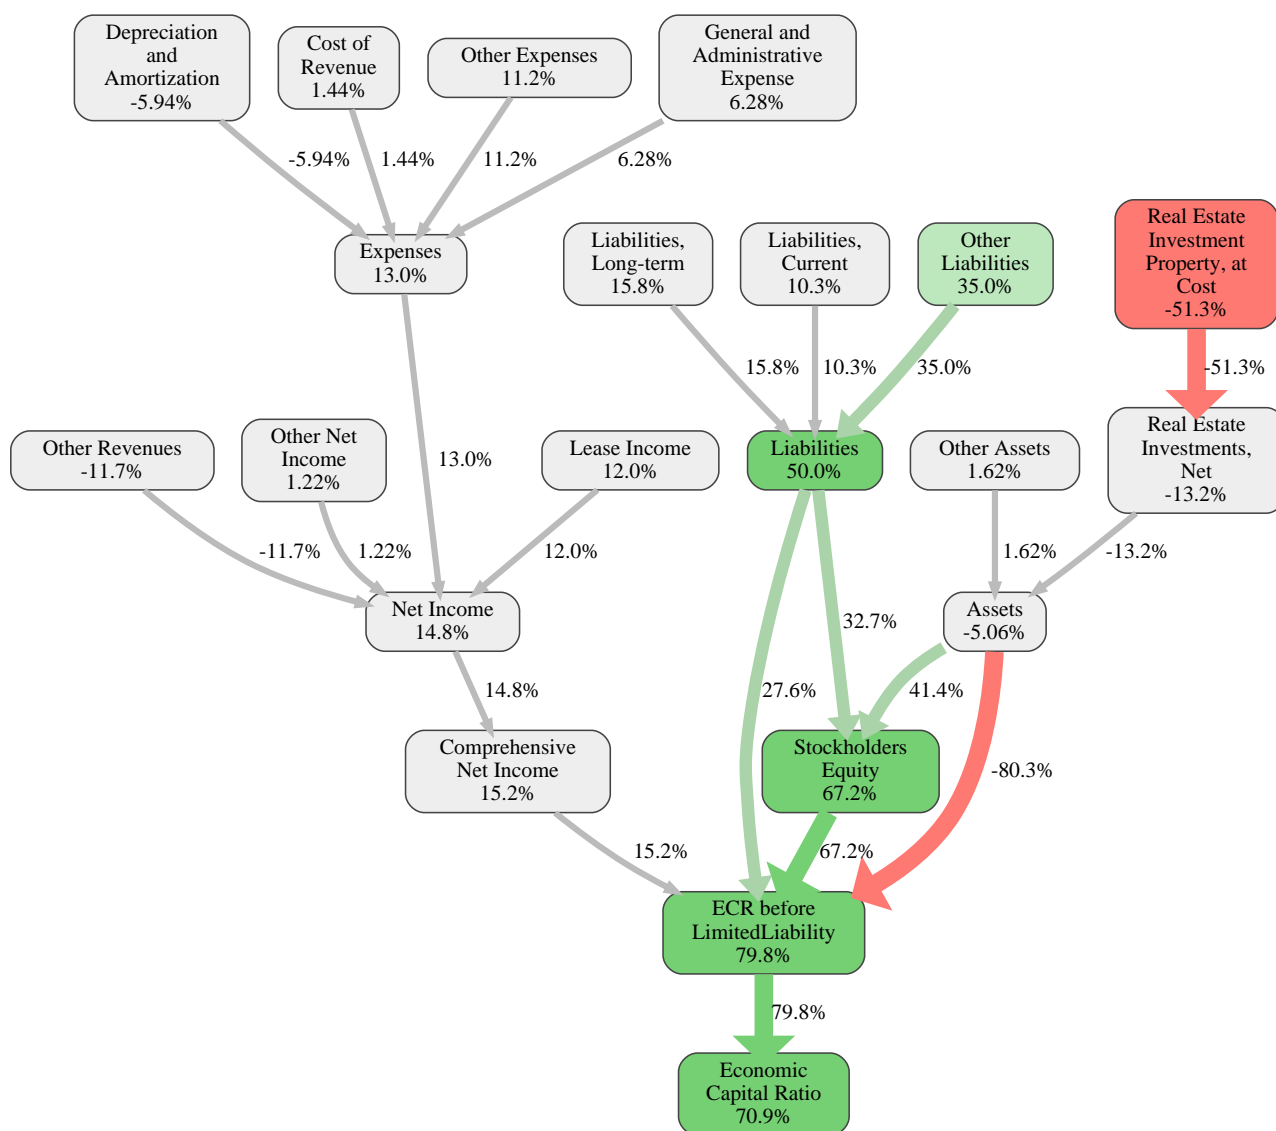 Depreciation
and
Amortization
-5.94%
Cost of
Revenue
1.44%
Other Expenses
11.2%
General and
Administrative
Expense
6.28%
-5.94%
1.44%
11.2%
6.28%
Expenses
13.0%
Liabilities,
Long-term
15.8%
Liabilities,
Current
10.3%
Other
Liabilities
35.0%
Real Estate
Investment
Property, at
Cost
-51.3%
15.8%
10.3%
35.0%
-51.3%
Other Revenues
-11.7%
Other Net
Income
1.22%
13.0%
Lease Income
12.0%
Liabilities
50.0%
Other Assets
1.62%
Real Estate
Investments,
Net
-13.2%
-11.7%
1.22%
12.0%
1.62%
-13.2%
Net Income
14.8%
32.7%
Assets
-5.06%
14.8%
27.6%
41.4%
Comprehensive
Net Income
15.2%
Stockholders
Equity
67.2%
-80.3%
15.2%
67.2%
ECR before
LimitedLiability
79.8%
79.8%
Economic
Capital Ratio
70.9%